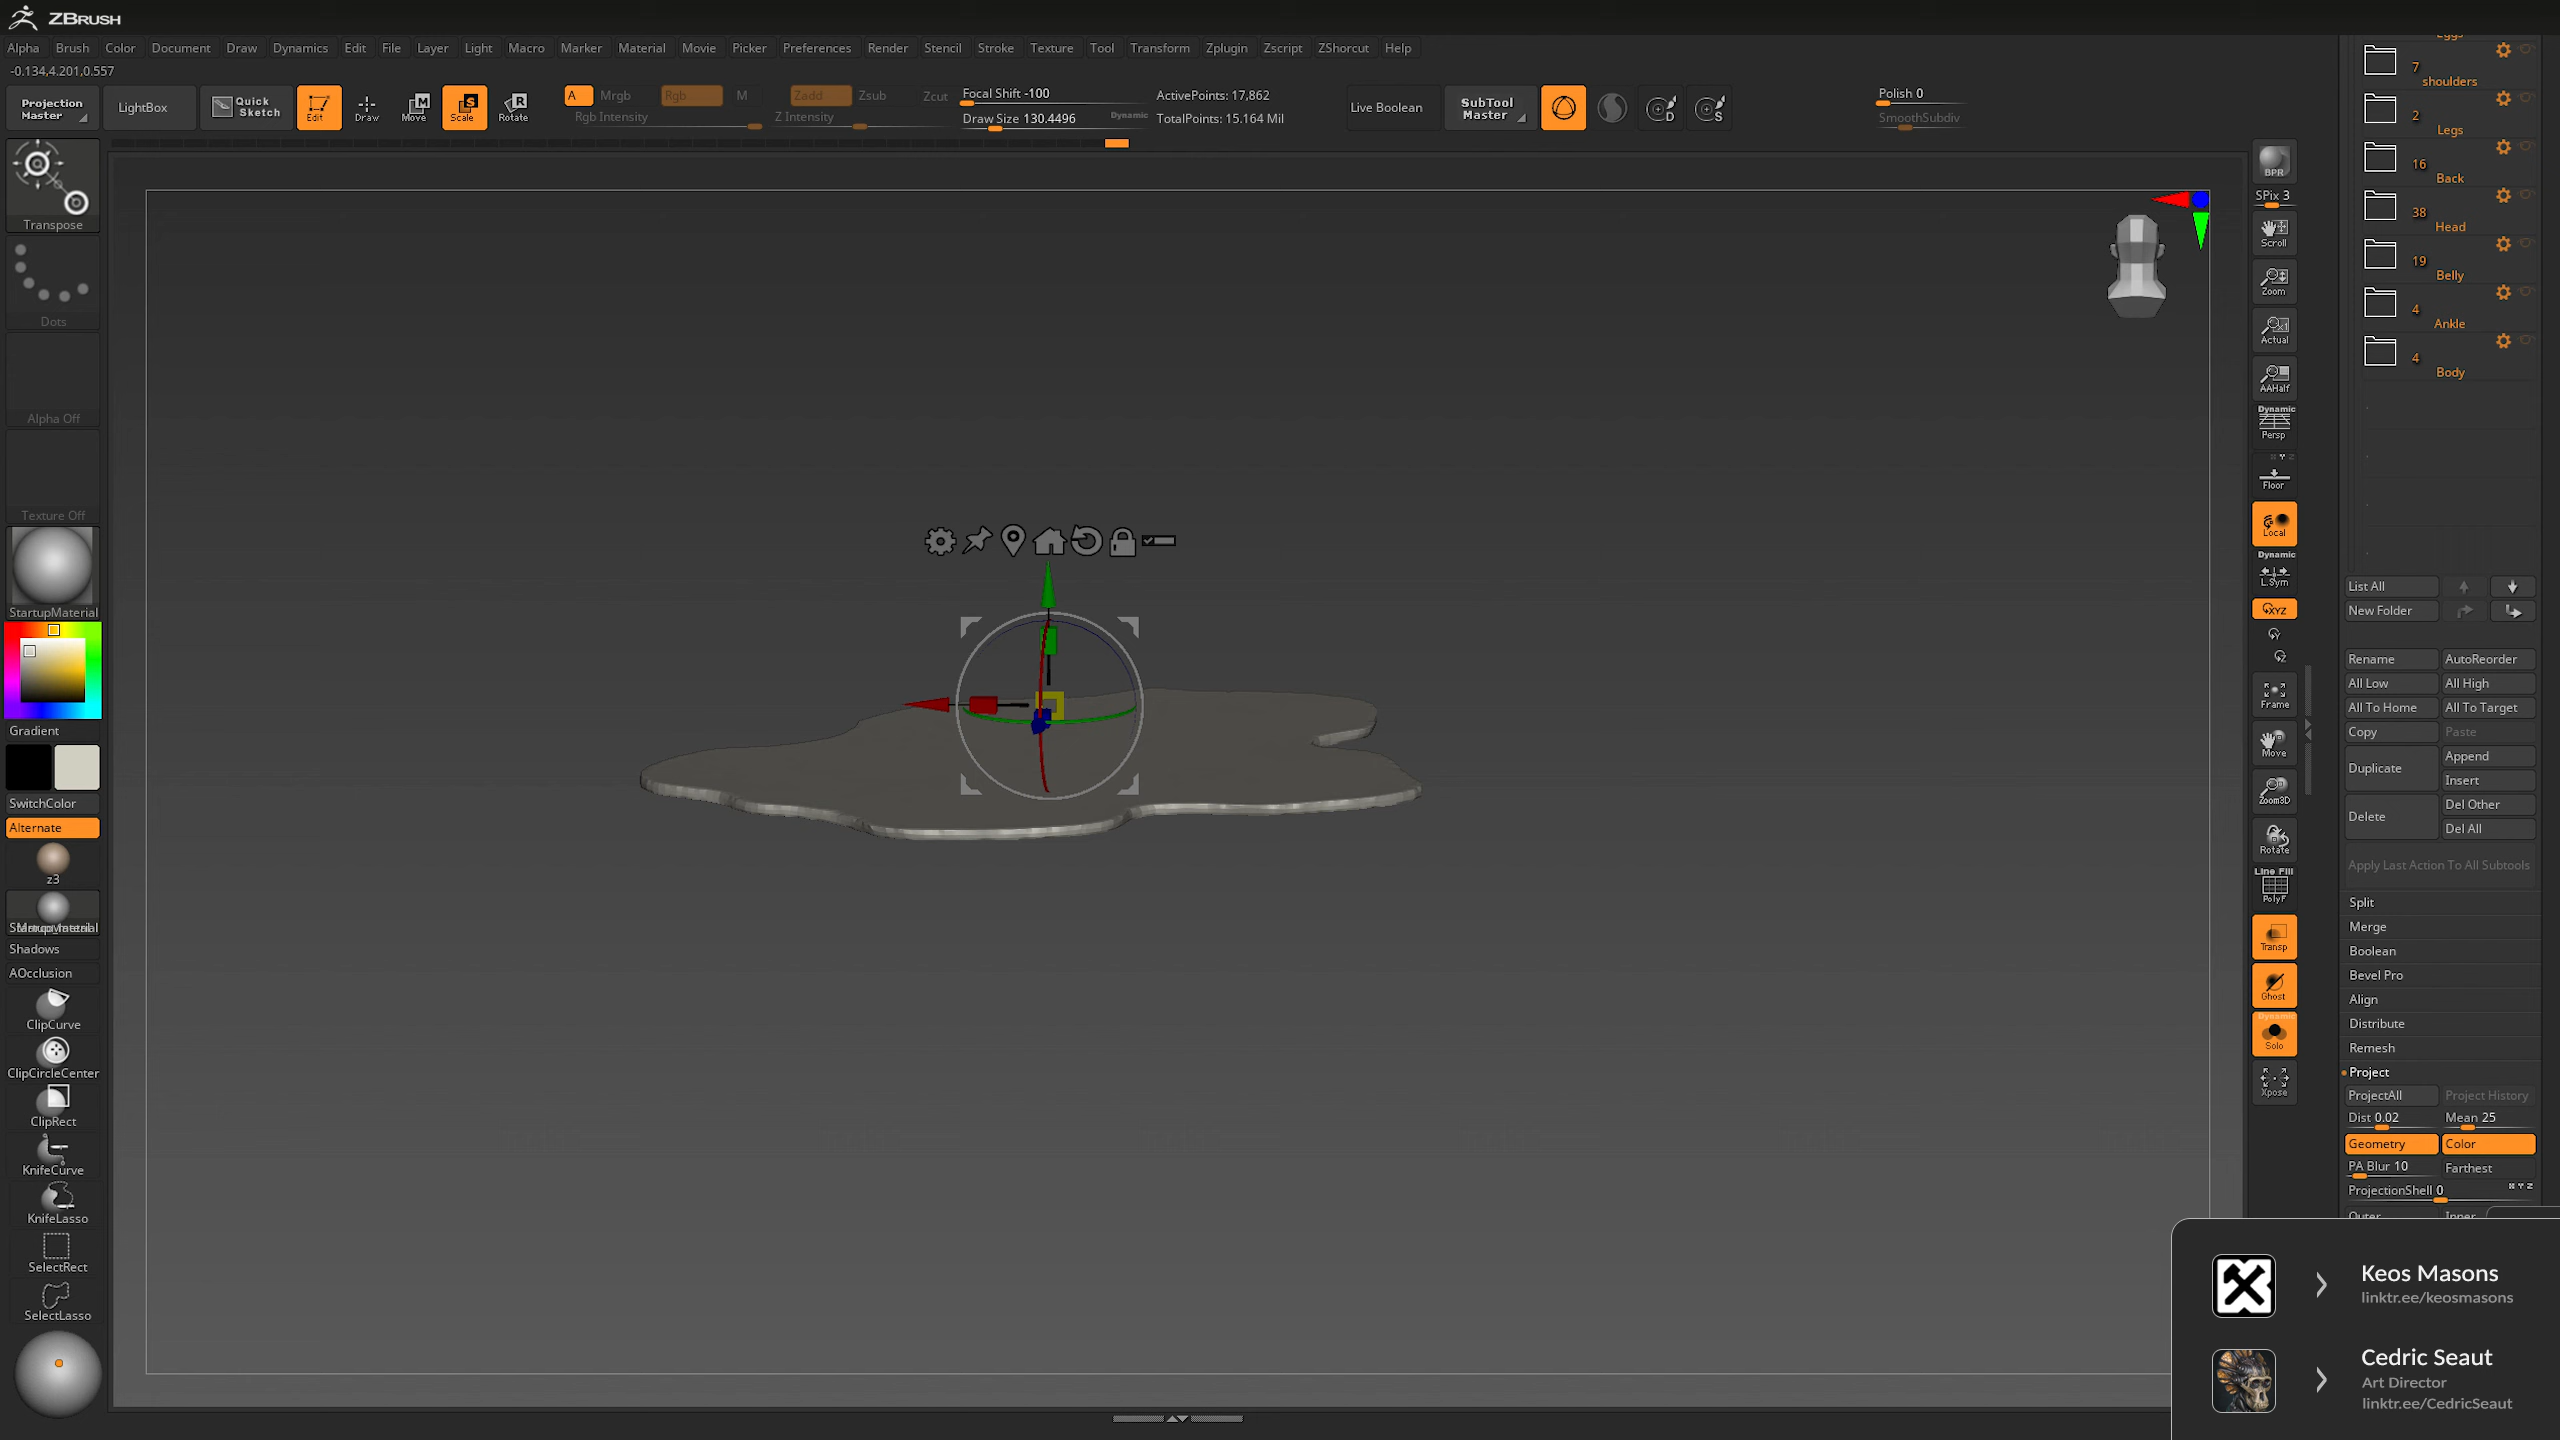 ZBRUSH
Alpha Brush Color Document Draw Dynamics Edit File Layer Light Macro Marker Material Movie Picker Preferences Render Stencil Stroke Texture Tool Transform Zplugin Zscript ZShorcut Help
-0.134,4.201,0.557
Projection Master
LightBox
Quick Sketch
Edit
Draw
Move
Scale
Rotate
A Mrgb Rgb M
Rgb Intensity
Zadd Zsub Zcut
Z Intensity
Focal Shift -100
Draw Size 130.4496
Dynamic
ActivePoints: 17,862
TotalPoints: 15.164 Mil
Live Boolean
SubTool Master
Polish 0
SmoothSubdiv
Transpose
Dots
Alpha Off
Texture Off
StartupMaterial
Gradient
SwitchColor
Alternate
z3
Shadows
AOcclusion
ClipCurve
ClipCircleCenter
ClipRect
KnifeCurve
KnifeLasso
SelectRect
SelectLasso
BPR
SPix 3
Scroll
Zoom
Actual
AAHalf
Dynamic
Persp
Floor
Local
Dynamic
L.Sym
XYZ
Frame
Move
Zoom3D
Rotate
Line Fill
PolyF
Transp
Ghost
Dynamic
Solo
Xpose
7
shoulders
2
Legs
16
Back
38
Head
19
Belly
4
Ankle
4
Body
List All
New Folder
Rename AutoReorder
All Low All High
All To Home All To Target
Copy Paste
Duplicate
Append
Insert
Delete
Del Other
Del All
Apply Last Action To All Subtools
Split
Merge
Boolean
Bevel Pro
Align
Distribute
Remesh
Project
ProjectAll Project History
Dist 0.02 Mean 25
Geometry Color
PA Blur 10 Farthest
ProjectionShell 0
Keos Masons
linktr.ee/keosmasons
Cedric Seaut
Art Director
linktr.ee/CedricSeaut